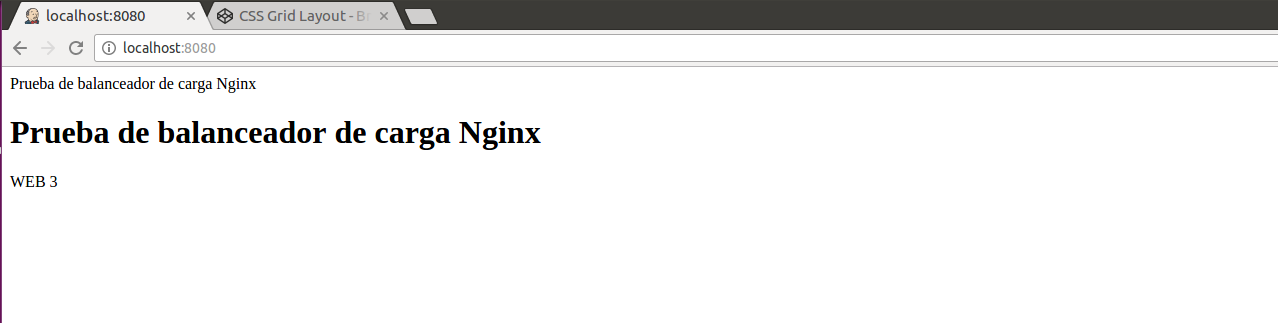 localhost:8080
CSS Grid Layout - Br
localhost:8080
Prueba de balanceador de carga Nginx
Prueba de balanceador de carga Nginx
WEB 3